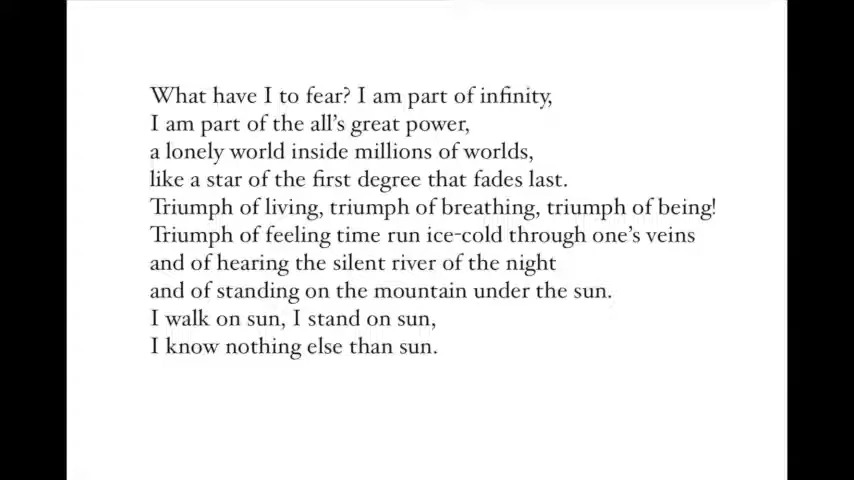 What have I to fear? I am part of infinity,
I am part of the all’s great power,
a lonely world inside millions of worlds,
like a star of the first degree that fades last.
Triumph of living, triumph of breathing, triumph of being!
Triumph of feeling time run ice-cold through one’s veins
and of hearing the silent river of the night
and of standing on the mountain under the sun.
I walk on sun, I stand on sun,
I know nothing else than sun.